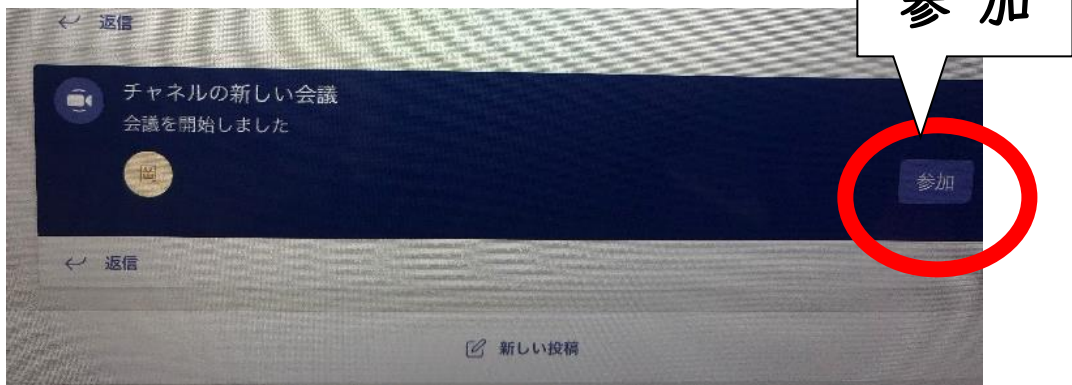 参加
返信
チャネルの新しい会議
会議を開始しました
岡
参加
返信
新しい投稿